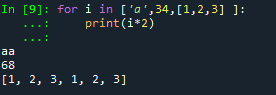 In [9]: for i in ['a',34,[1,2,3] ]:
   ...:     print(i*2)
   ...:
aa
68
[1, 2, 3, 1, 2, 3]